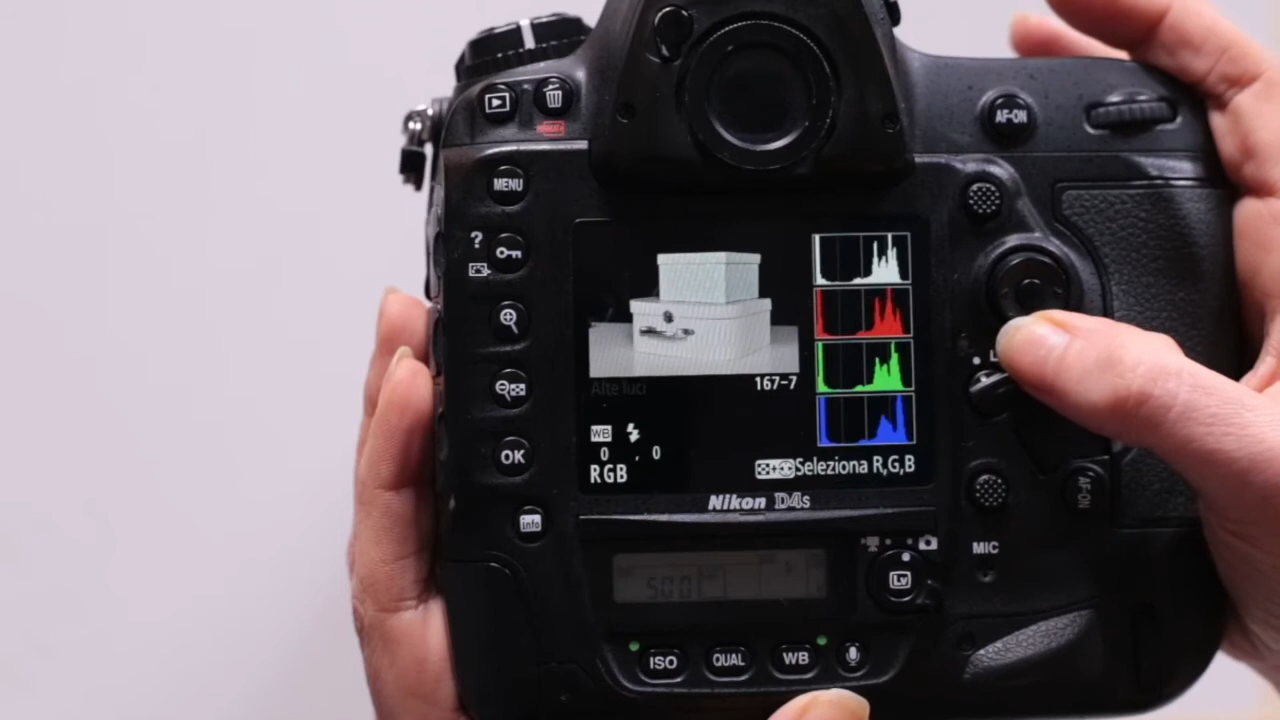 AF-ON
MENU
?
Alte luci
167-7
WB
0 , 0
RGB
Seleziona R,G,B
OK
Nikon D4s
info
AF-ON
MIC
500
Lv
ISO
QUAL
WB